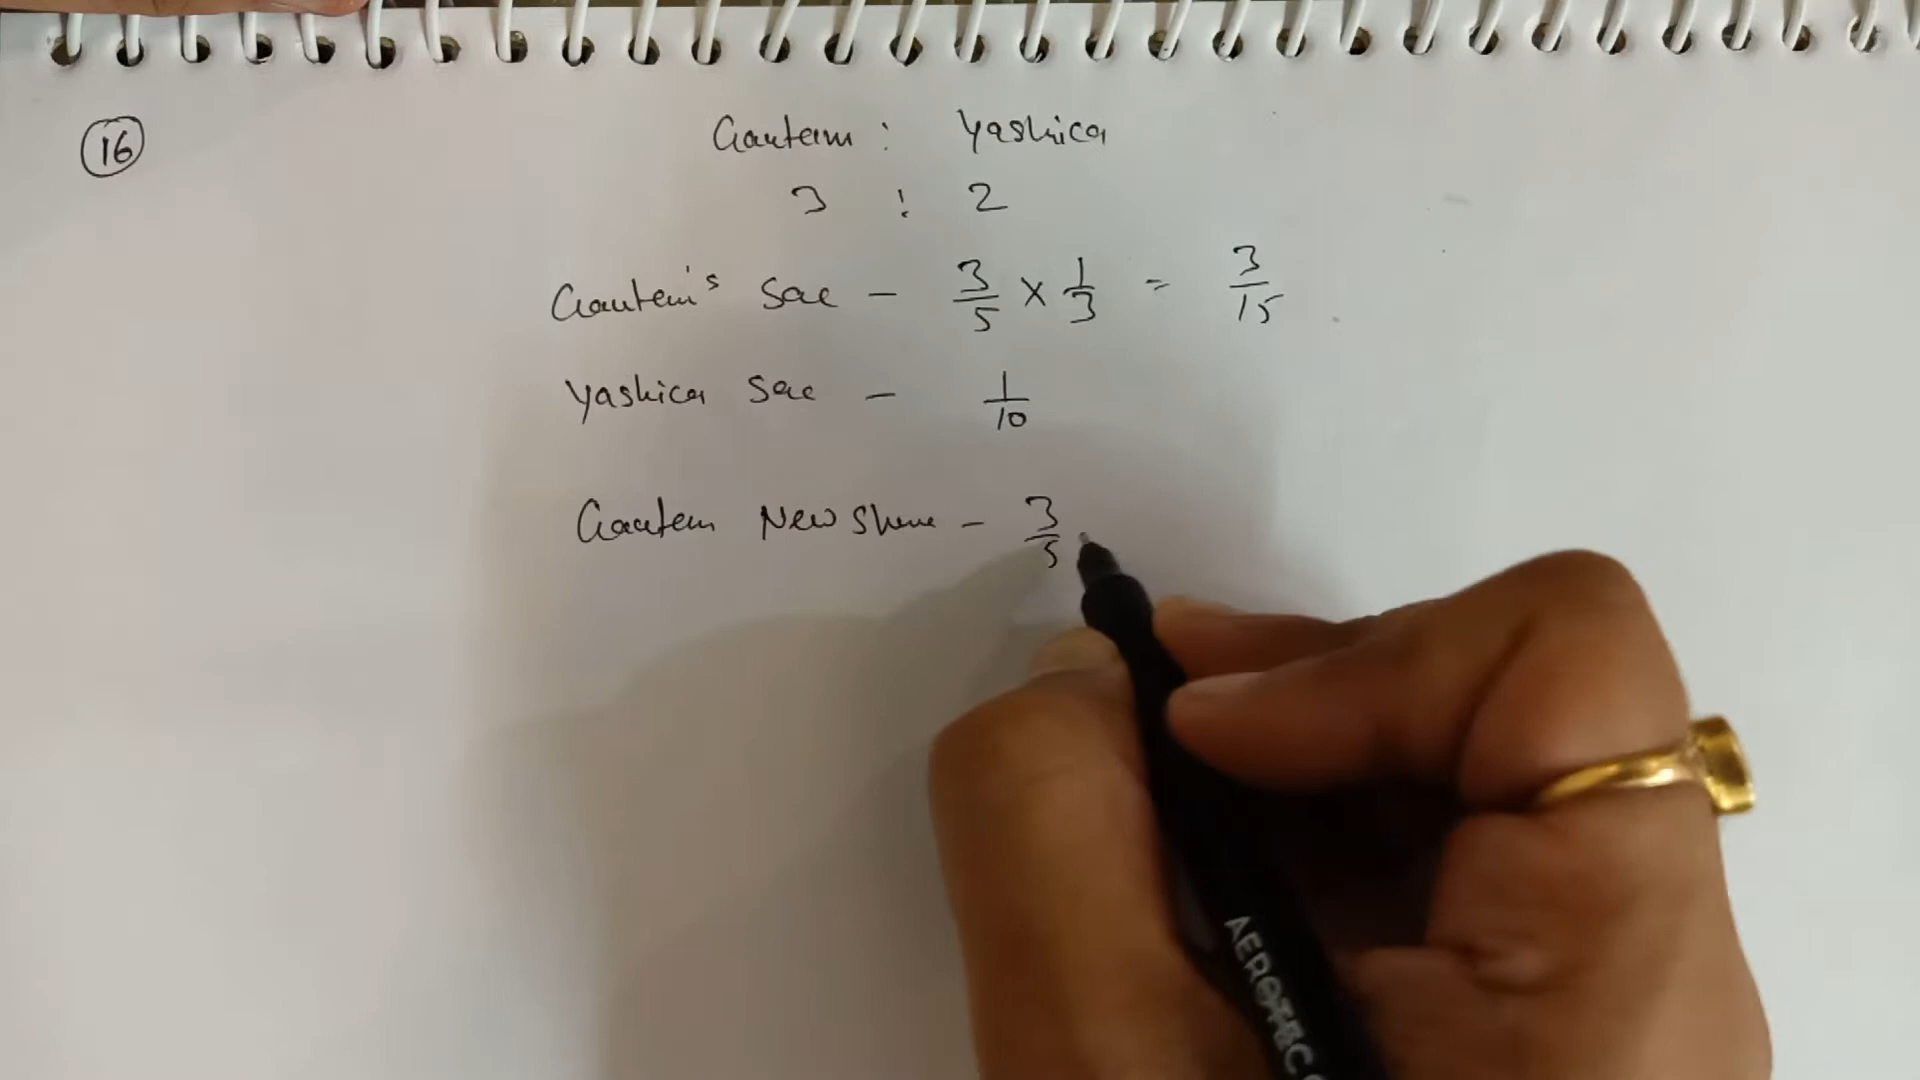 16
Gautam : Yashica
3 : 2
Gautam's Sac – 3/5 × 1/3 = 3/15
Yashica Sac – 1/10
Gautam New Share – 3/5